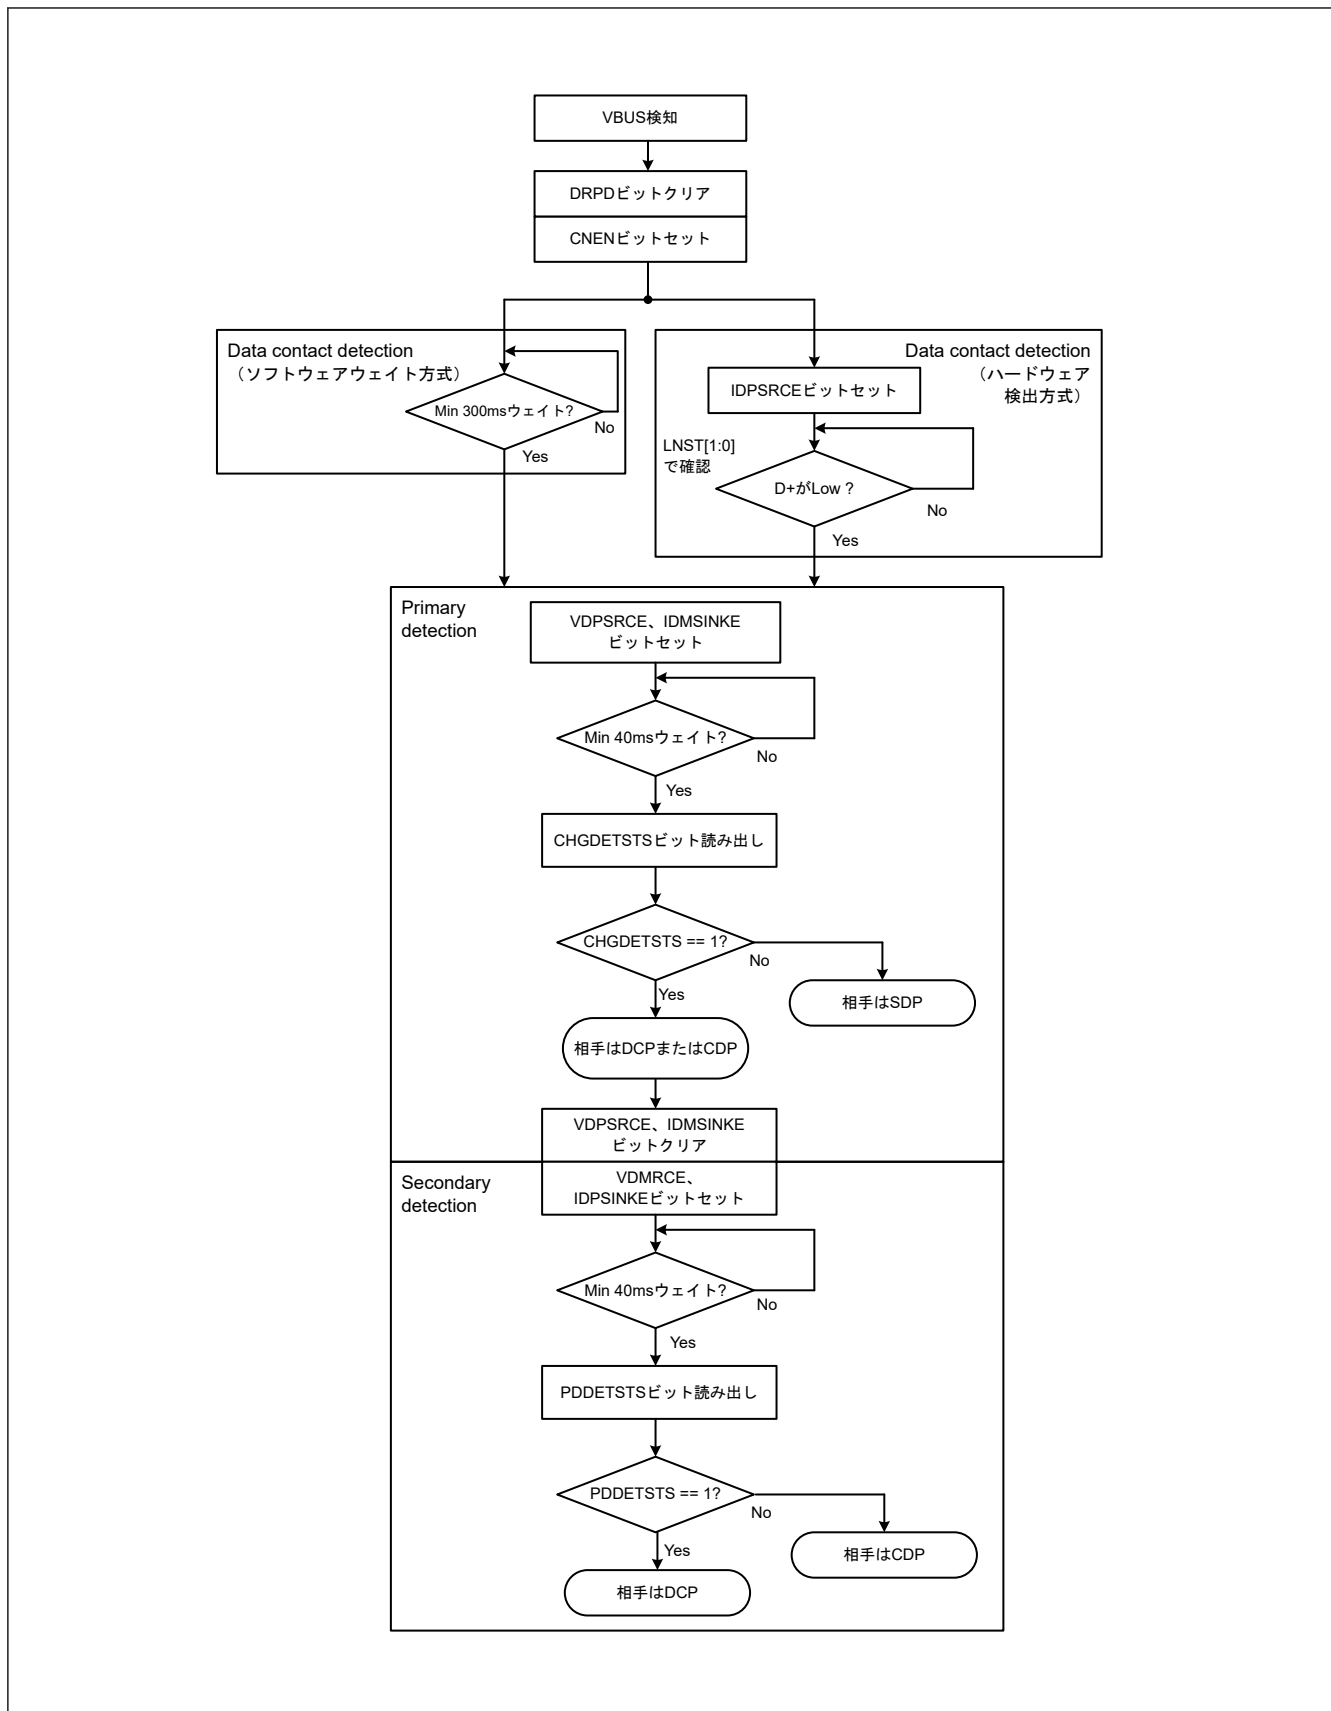 VBUS検知
DRPDビットクリア
CNENビットセット
Data contact detection
（ソフトウェアウェイト方式）
Min 300msウェイト?
No
Yes
Data contact detection
（ハードウェア
検出方式）
IDPSRCEビットセット
LNST[1:0]
で確認
D+がLow ?
No
Yes
Primary
detection
VDPSRCE、IDMSINKE
ビットセット
Min 40msウェイト?
No
Yes
CHGDETSTSビット読み出し
CHGDETSTS == 1?
No
Yes
相手はSDP
相手はDCPまたはCDP
VDPSRCE、IDMSINKE
ビットクリア
Secondary
detection
VDMRCE、
IDPSINKEビットセット
Min 40msウェイト?
No
Yes
PDDETSTSビット読み出し
PDDETSTS == 1?
No
Yes
相手はCDP
相手はDCP